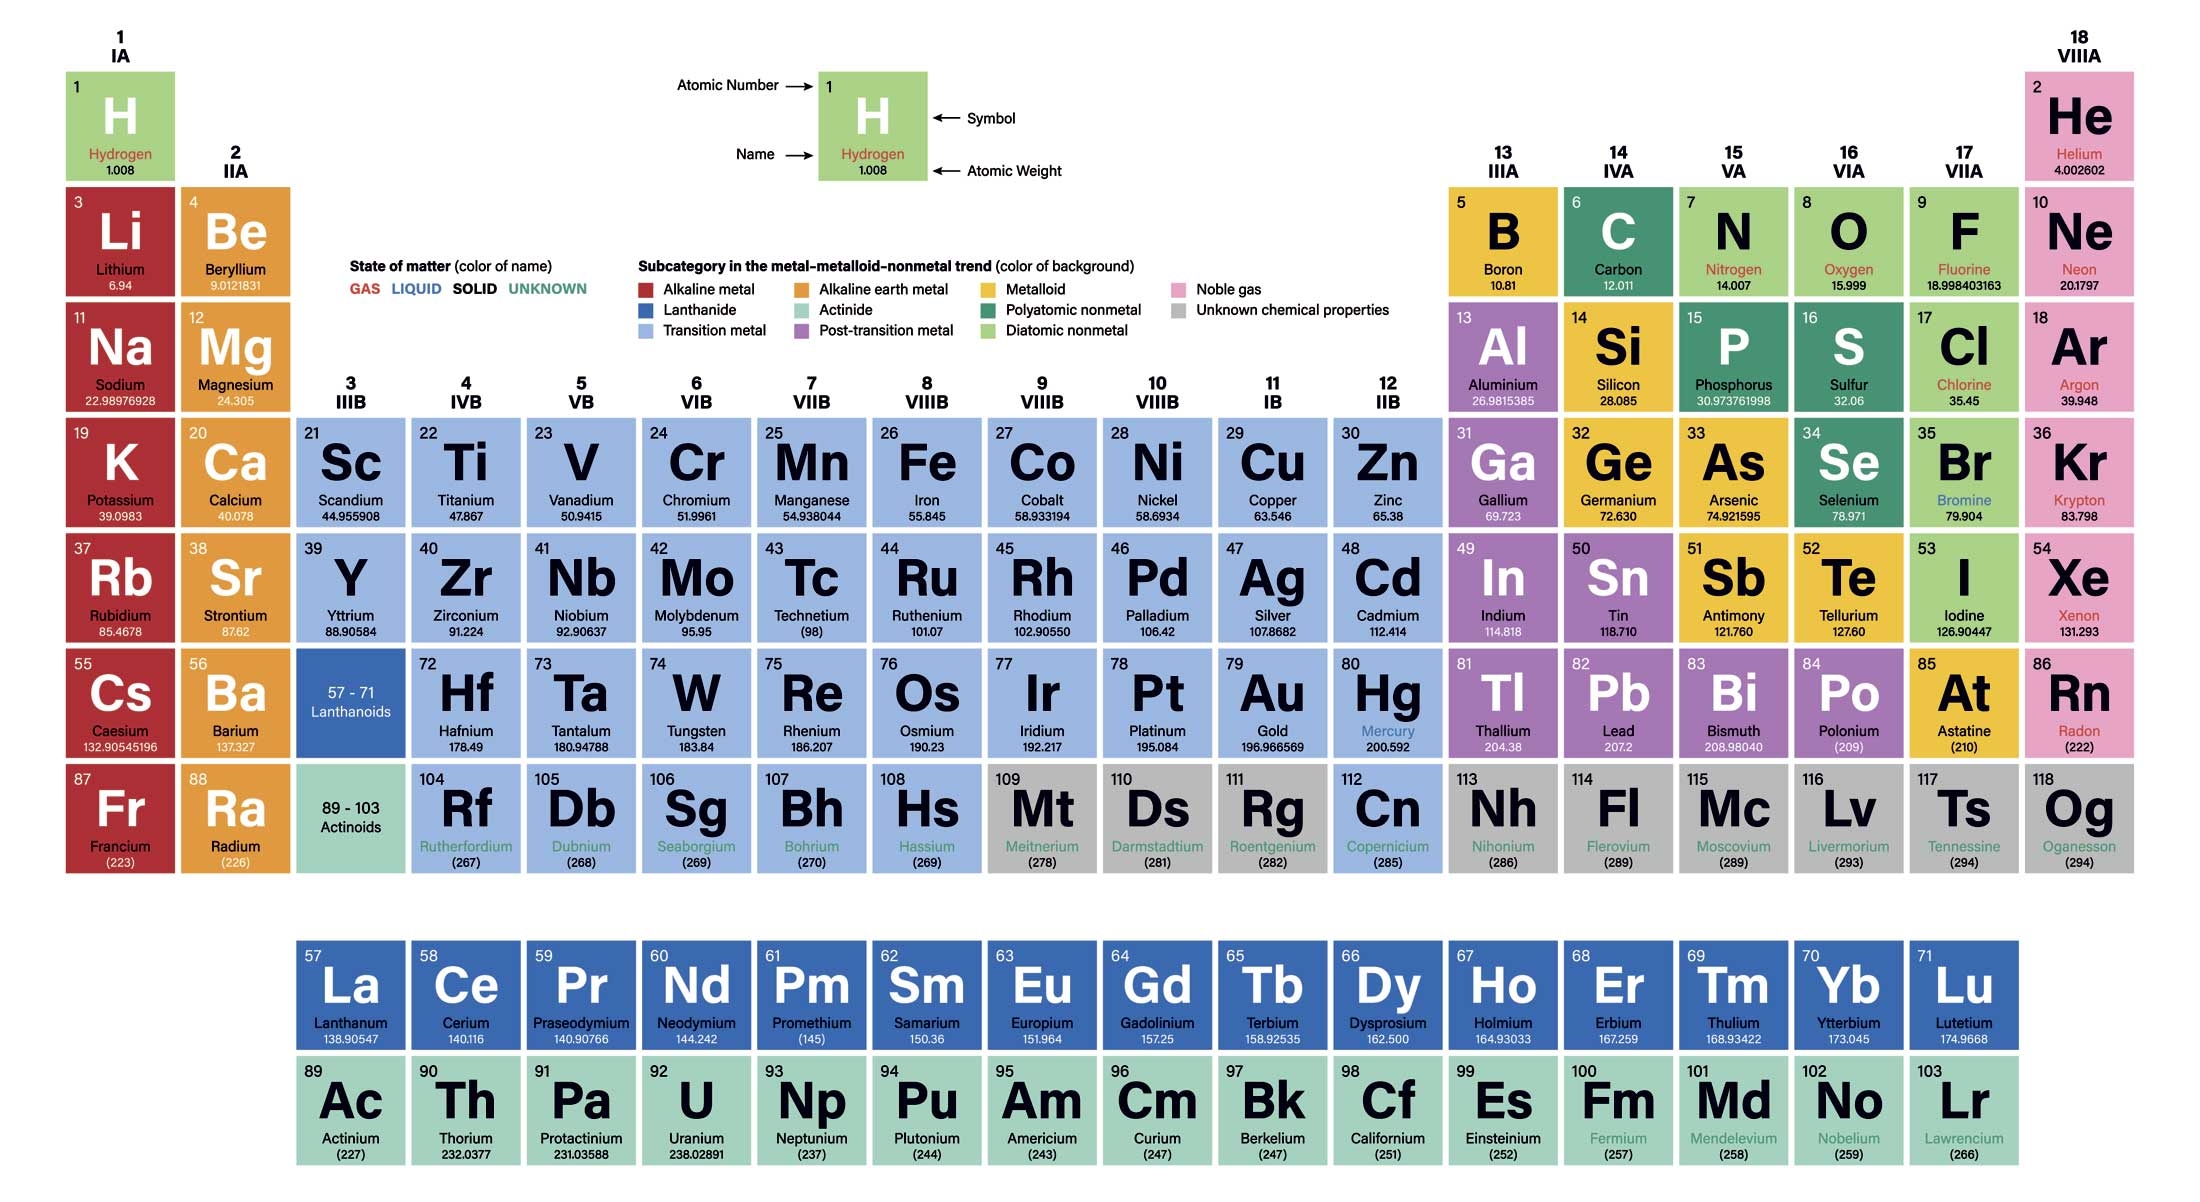 1
IA
18
VIIIA
1
H
Hydrogen
1.008
Atomic Number
Name
1
H
Hydrogen
1.008
Symbol
Atomic Weight
2
He
Helium
4.002602
2
IIA
13
IIIA
14
IVA
15
VA
16
VIA
17
VIIA
3
Li
Lithium
6.94
4
Be
Beryllium
9.0121831
5
B
Boron
10.81
6
C
Carbon
12.011
7
N
Nitrogen
14.007
8
O
Oxygen
15.999
9
F
Fluorine
18.998403163
10
Ne
Neon
20.1797
State of matter (color of name)
GAS LIQUID SOLID UNKNOWN
Subcategory in the metal–metalloid–nonmetal trend (color of background)
Alkaline metal
Lanthanide
Transition metal
Alkaline earth metal
Actinide
Post-transition metal
Metalloid
Polyatomic nonmetal
Diatomic nonmetal
Noble gas
Unknown chemical properties
11
Na
Sodium
22.98976928
12
Mg
Magnesium
24.305
13
Al
Aluminium
26.9815385
14
Si
Silicon
28.085
15
P
Phosphorus
30.973761998
16
S
Sulfur
32.06
17
Cl
Chlorine
35.45
18
Ar
Argon
39.948
3
IIIB
4
IVB
5
VB
6
VIB
7
VIIB
8
VIIIB
9
VIIIB
10
VIIIB
11
IB
12
IIB
19
K
Potassium
39.0983
20
Ca
Calcium
40.078
21
Sc
Scandium
44.955908
22
Ti
Titanium
47.867
23
V
Vanadium
50.9415
24
Cr
Chromium
51.9961
25
Mn
Manganese
54.938044
26
Fe
Iron
55.845
27
Co
Cobalt
58.933194
28
Ni
Nickel
58.6934
29
Cu
Copper
63.546
30
Zn
Zinc
65.38
31
Ga
Gallium
69.723
32
Ge
Germanium
72.630
33
As
Arsenic
74.921595
34
Se
Selenium
78.971
35
Br
Bromine
79.904
36
Kr
Krypton
83.798
37
Rb
Rubidium
85.4678
38
Sr
Strontium
87.62
39
Y
Yttrium
88.90584
40
Zr
Zirconium
91.224
41
Nb
Niobium
92.90637
42
Mo
Molybdenum
95.95
43
Tc
Technetium
(98)
44
Ru
Ruthenium
101.07
45
Rh
Rhodium
102.90550
46
Pd
Palladium
106.42
47
Ag
Silver
107.8682
48
Cd
Cadmium
112.414
49
In
Indium
114.818
50
Sn
Tin
118.710
51
Sb
Antimony
121.760
52
Te
Tellurium
127.60
53
I
Iodine
126.90447
54
Xe
Xenon
131.293
55
Cs
Caesium
132.90545196
56
Ba
Barium
137.327
57 - 71
Lanthanoids
72
Hf
Hafnium
178.49
73
Ta
Tantalum
180.94788
74
W
Tungsten
183.84
75
Re
Rhenium
186.207
76
Os
Osmium
190.23
77
Ir
Iridium
192.217
78
Pt
Platinum
195.084
79
Au
Gold
196.966569
80
Hg
Mercury
200.592
81
Tl
Thallium
204.38
82
Pb
Lead
207.2
83
Bi
Bismuth
208.98040
84
Po
Polonium
(209)
85
At
Astatine
(210)
86
Rn
Radon
(222)
87
Fr
Francium
(223)
88
Ra
Radium
(226)
89 - 103
Actinoids
104
Rf
Rutherfordium
(267)
105
Db
Dubnium
(268)
106
Sg
Seaborgium
(269)
107
Bh
Bohrium
(270)
108
Hs
Hassium
(269)
109
Mt
Meitnerium
(278)
110
Ds
Darmstadtium
(281)
111
Rg
Roentgenium
(282)
112
Cn
Copernicium
(285)
113
Nh
Nihonium
(286)
114
Fl
Flerovium
(289)
115
Mc
Moscovium
(289)
116
Lv
Livermorium
(293)
117
Ts
Tennessine
(294)
118
Og
Oganesson
(294)
57
La
Lanthanum
138.90547
58
Ce
Cerium
140.116
59
Pr
Praseodymium
140.90766
60
Nd
Neodymium
144.242
61
Pm
Promethium
(145)
62
Sm
Samarium
150.36
63
Eu
Europium
151.964
64
Gd
Gadolinium
157.25
65
Tb
Terbium
158.92535
66
Dy
Dysprosium
162.500
67
Ho
Holmium
164.93033
68
Er
Erbium
167.259
69
Tm
Thulium
168.93422
70
Yb
Ytterbium
173.045
71
Lu
Lutetium
174.9668
89
Ac
Actinium
(227)
90
Th
Thorium
232.0377
91
Pa
Protactinium
231.03588
92
U
Uranium
238.02891
93
Np
Neptunium
(237)
94
Pu
Plutonium
(244)
95
Am
Americium
(243)
96
Cm
Curium
(247)
97
Bk
Berkelium
(247)
98
Cf
Californium
(251)
99
Es
Einsteinium
(252)
100
Fm
Fermium
(257)
101
Md
Mendelevium
(258)
102
No
Nobelium
(259)
103
Lr
Lawrencium
(266)